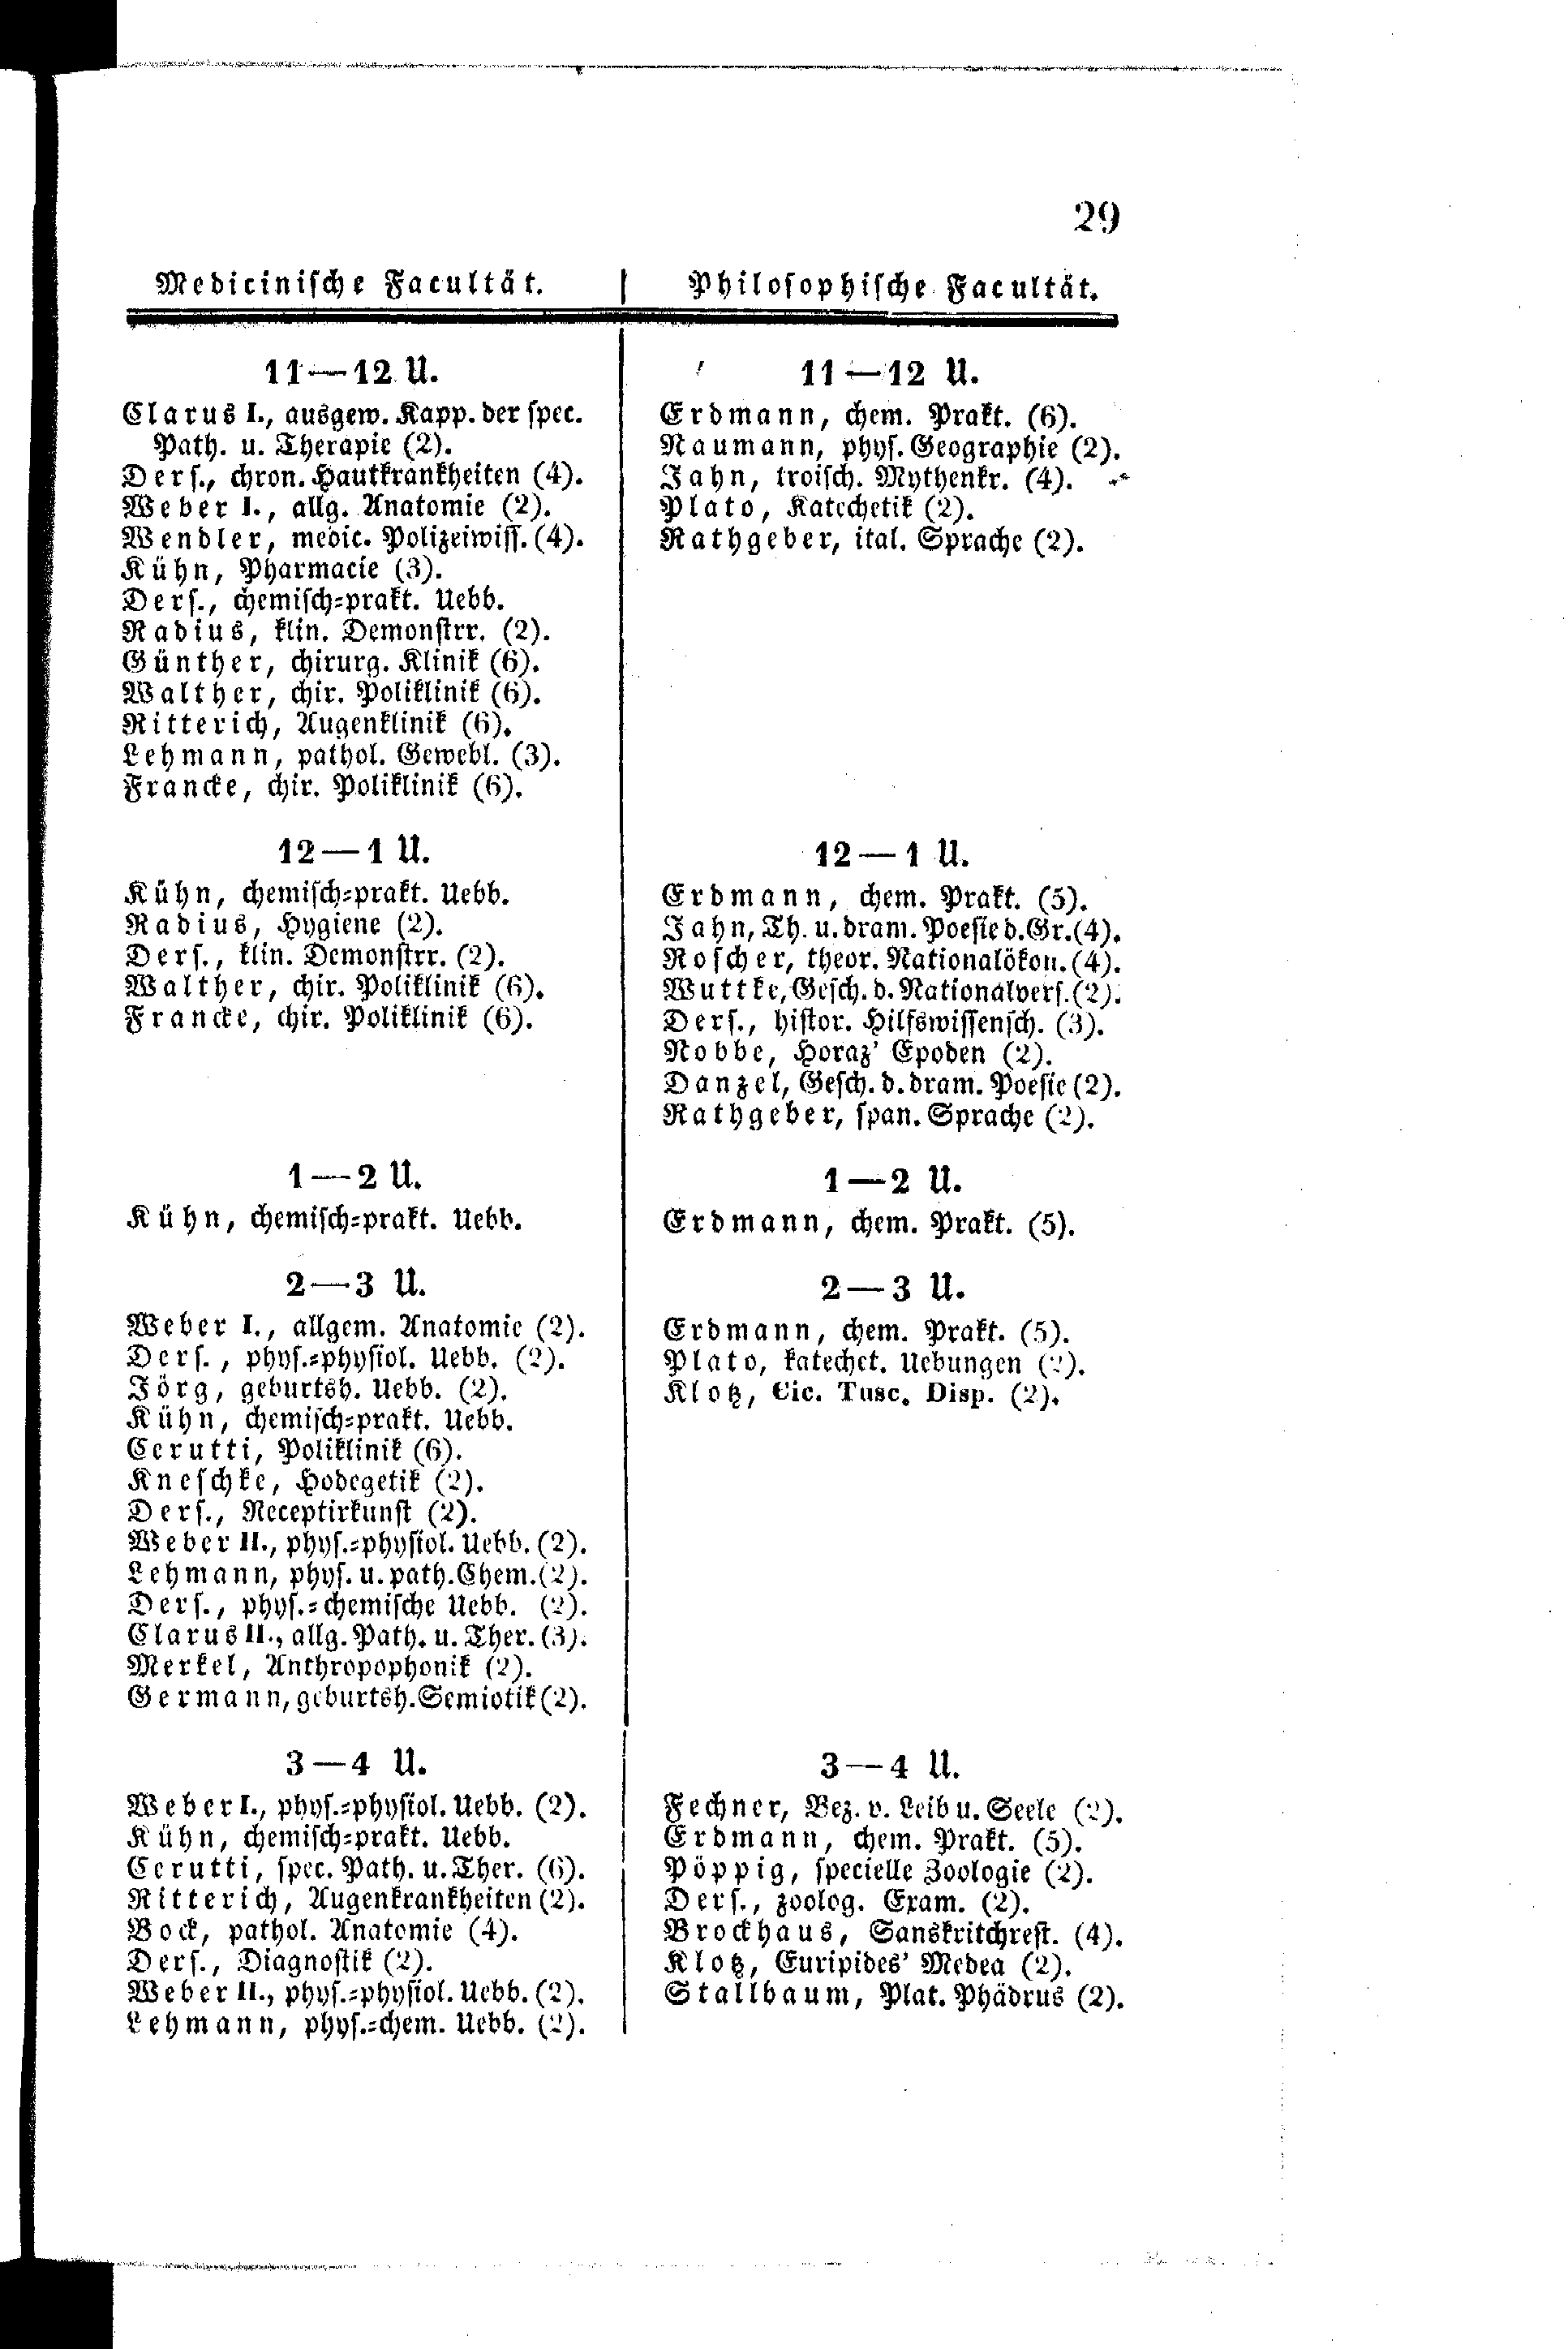 29
Medicinische Facultät.
11—12 U.
Clarus I., ausgew. Kapp. der spec.
Path. u. Therapie (2).
Ders., chron. Hautkrankheiten (4).
Weber I., allg. Anatomie (2).
Wendler, medic. Polizeiwiss. (4).
Kühn, Pharmacie (3).
Ders., chemisch-prakt. Uebb.
Radius, klin. Demonstrr. (2).
Günther, chirurg. Klinik (6).
Walther, chir. Poliklinik (6).
Ritterich, Augenklinik (6).
Lehmann, pathol. Gewebl. (3).
Francke, chir. Poliklinik (6).
12—1 U.
Kühn, chemisch-prakt. Uebb.
Radius, Hygiene (2).
Ders., klin. Demonstrr. (2).
Walther, chir. Poliklinik (6).
Francke, chir. Poliklinik (6).
1—2 U.
Kühn, chemisch-prakt. Uebb.
2—3 U.
Weber I., allgem. Anatomie (2).
Ders., phys.-physiol. Uebb. (2).
Jörg, geburtsh. Uebb. (2).
Kühn, chemisch-prakt. Uebb.
Cerutti, Poliklinik (6).
Kneschke, Hodegetik (2).
Ders., Receptirkunst (2).
Weber II., phys.-physiol. Uebb. (2).
Lehmann, phys. u. path. Chem. (2).
Ders., phys.-chemische Uebb. (2).
Clarus II., allg. Path. u. Ther. (3).
Merkel, Anthropophonik (2).
Germann, geburtsh. Semiotik (2).
3—4 U.
Weber I., phys.-physiol. Uebb. (2).
Kühn, chemisch-prakt. Uebb.
Cerutti, spec. Path. u. Ther. (6).
Ritterich, Augenkrankheiten (2).
Bock, pathol. Anatomie (4).
Ders., Diagnostik (2).
Weber II., phys.-physiol. Uebb. (2).
Lehmann, phys.-chem. Uebb. (2).
Philosophische Facultät.
11—12 U.
Erdmann, chem. Prakt. (6).
Naumann, phys. Geographie (2).
Jahn, troisch. Mythenkr. (4).
Plato, Katechetik (2).
Rathgeber, ital. Sprache (2).
12—1 U.
Erdmann, chem. Prakt. (5).
Jahn, Th. u. dram. Poesie d. Gr. (4).
Roscher, theor. Nationalökon. (4).
Wuttke, Gesch. d. Nationalvers. (2).
Ders., histor. Hilfswissensch. (3).
Nobbe, Horaz' Epoden (2).
Danzel, Gesch. d. dram. Poesie (2).
Rathgeber, span. Sprache (2).
1—2 U.
Erdmann, chem. Prakt. (5).
2—3 U.
Erdmann, chem. Prakt. (5).
Plato, katechet. Uebungen (2).
Klotz, Cic. Tusc. Disp. (2).
3—4 U.
Fechner, Bez. v. Leib u. Seele (2).
Erdmann, chem. Prakt. (5).
Pöppig, specielle Zoologie (2).
Ders., zoolog. Exam. (2).
Brockhaus, Sanskritchrest. (4).
Klotz, Euripides' Medea (2).
Stallbaum, Plat. Phädrus (2).